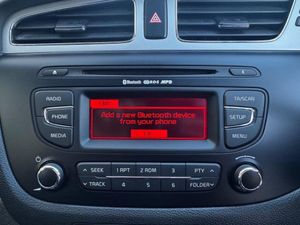 Bluetooth MP3
RADIO
PHONE
MEDIA
Add a new Bluetooth device
from your phone
TA/SCAN
SETUP
MENU
SEEK
TRACK
1 RPT 2 RDM 3
4 5 6
PTY
FOLDER